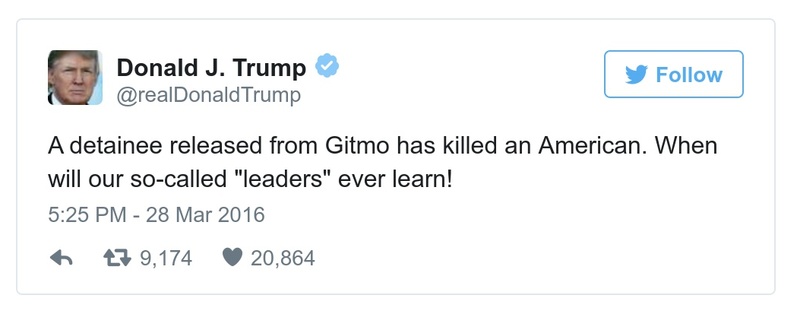 Donald J. Trump
@realDonaldTrump
Follow
A detainee released from Gitmo has killed an American. When
will our so-called "leaders" ever learn!
5:25 PM - 28 Mar 2016
9,174 20,864